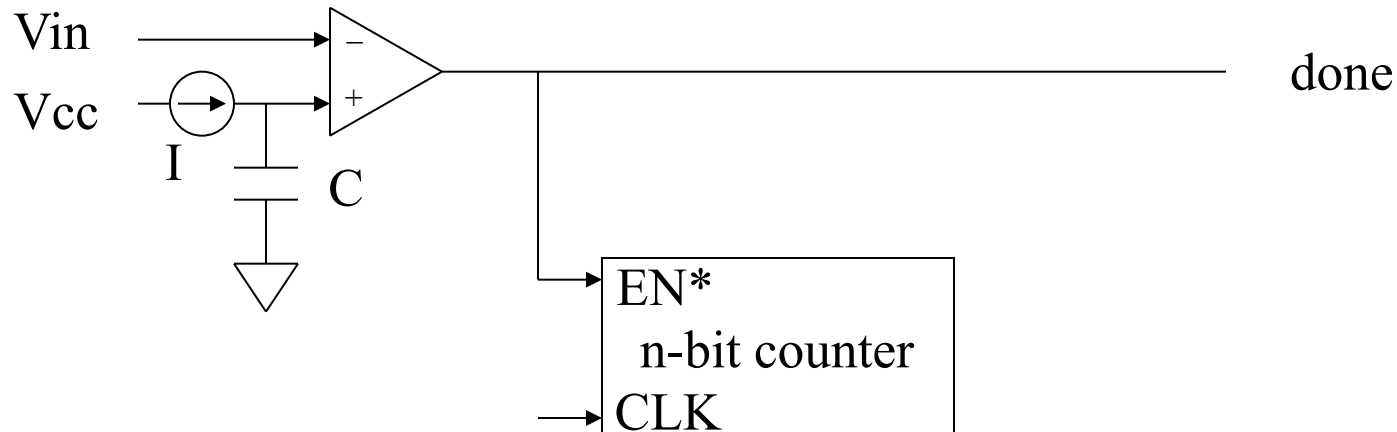 Vin
−
done
Vcc
+
I
C
EN*
n-bit counter
CLK